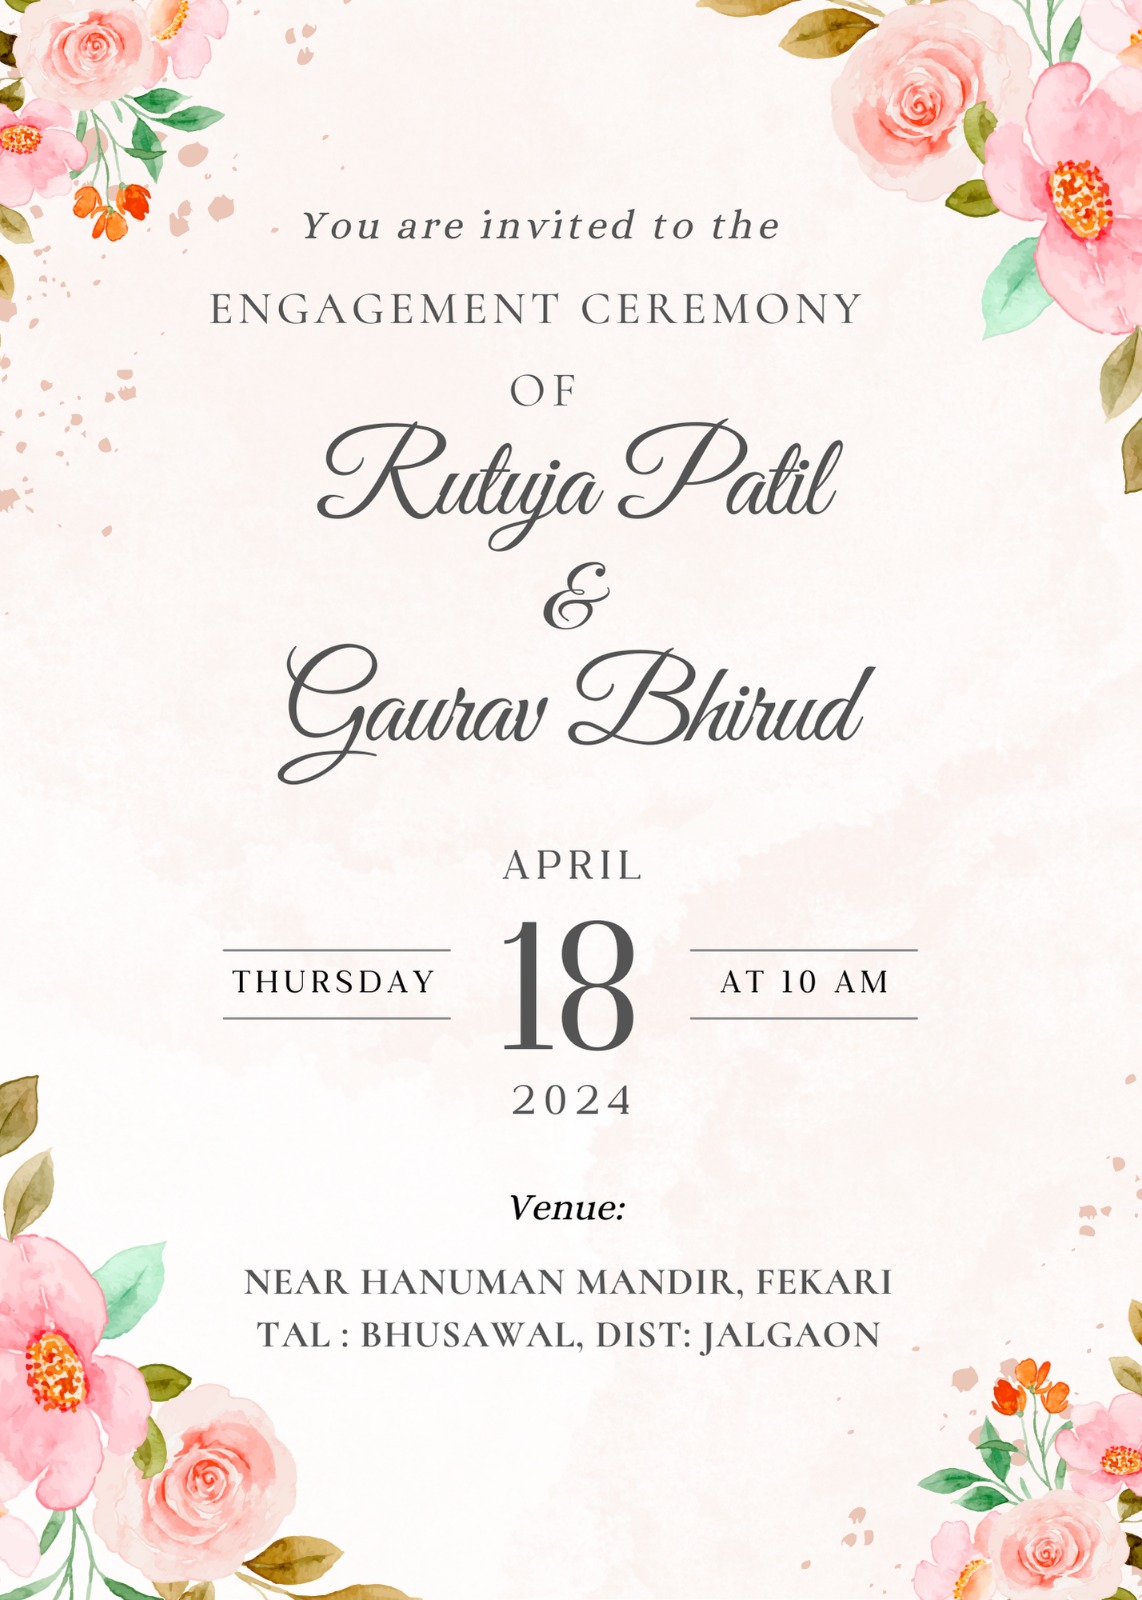 You are invited to the
ENGAGEMENT CEREMONY
OF
Rutuja Patil
&
Gaurav Bhirud
APRIL
THURSDAY 18 AT 10 AM
2024
Venue:
NEAR HANUMAN MANDIR, FEKARI
TAL : BHUSAWAL, DIST: JALGAON